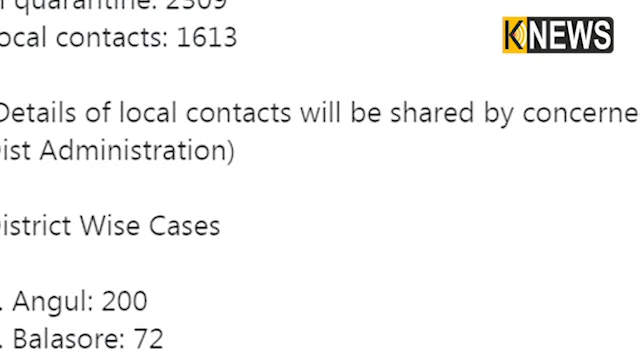 quarantine: 2309
ocal contacts: 1613
KNEWS
Details of local contacts will be shared by concerne
ist Administration)
istrict Wise Cases
. Angul: 200
. Balasore: 72